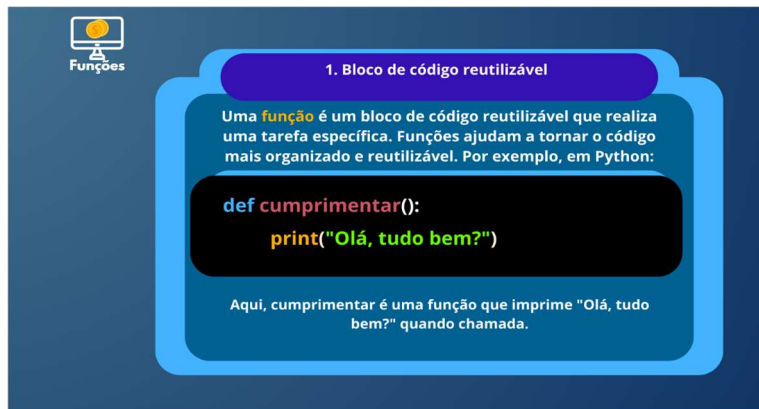 Funções
1. Bloco de código reutilizável
Uma função é um bloco de código reutilizável que realiza
uma tarefa específica. Funções ajudam a tornar o código
mais organizado e reutilizável. Por exemplo, em Python:
def cumprimentar():
print("Olá, tudo bem?")
Aqui, cumprimentar é uma função que imprime "Olá, tudo
bem?" quando chamada.